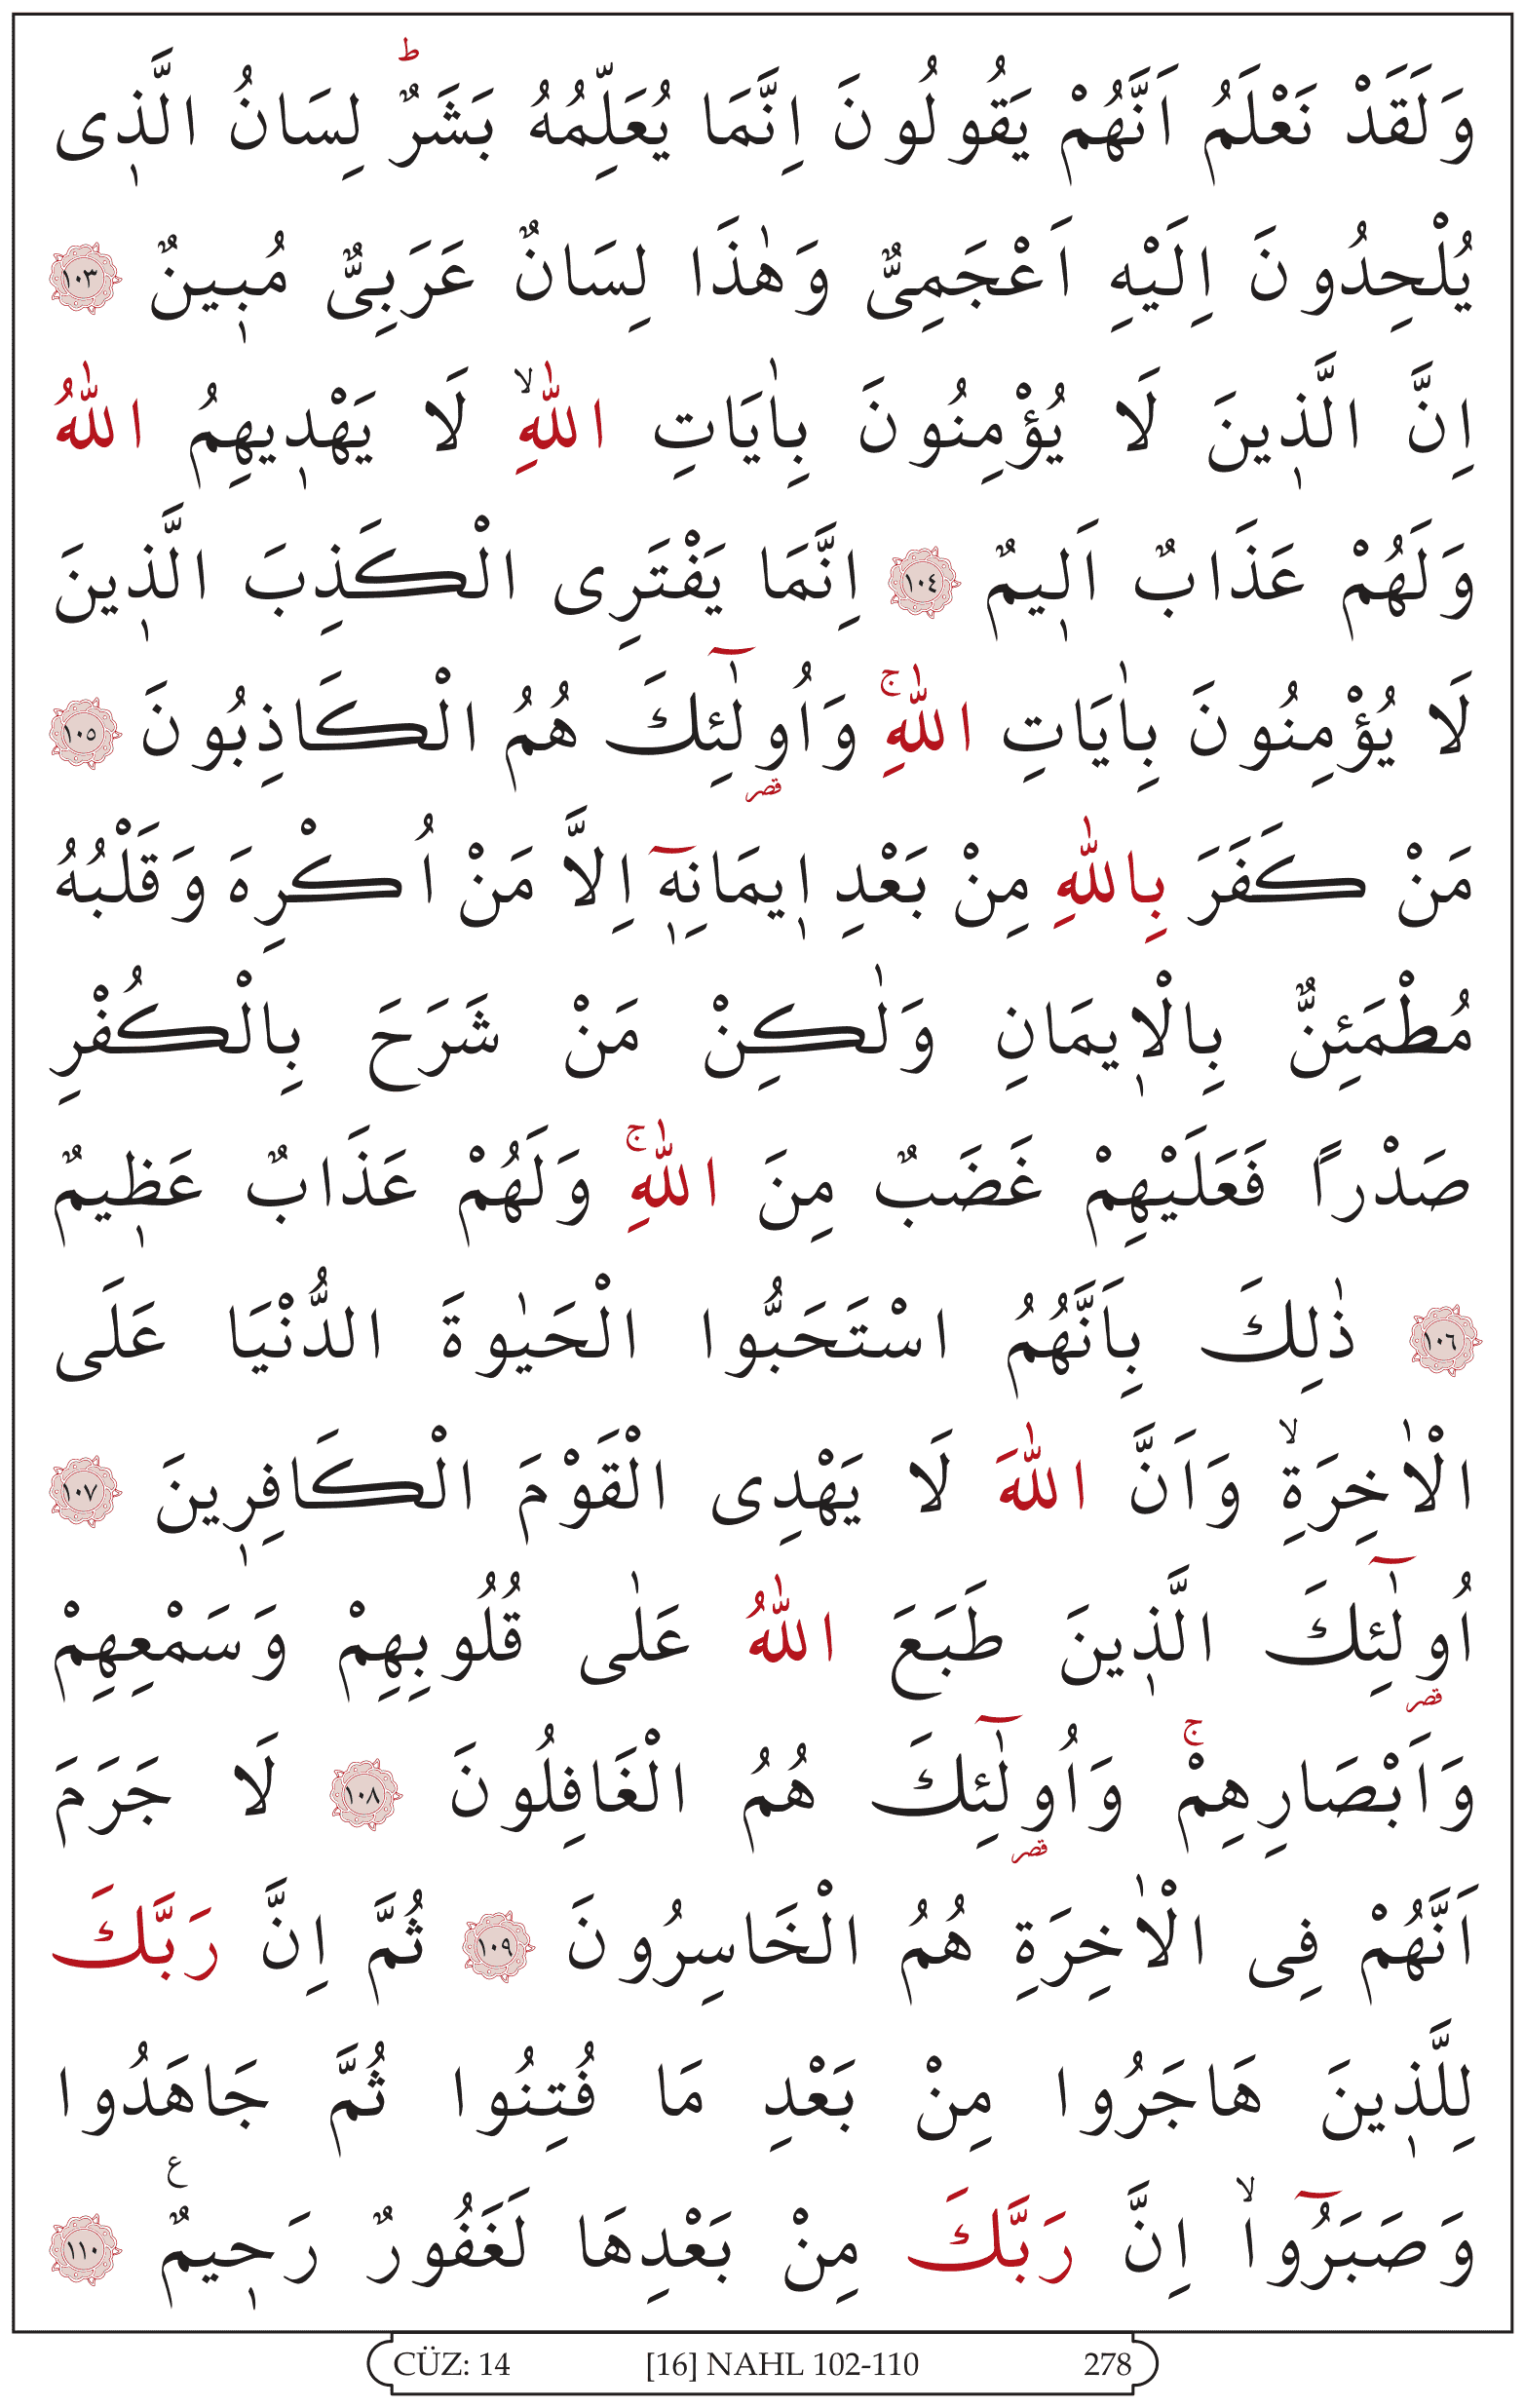 وَلَقَدْ نَعْلَمُ اَنَّهُمْ يَقُولُونَ اِنَّمَا يُعَلِّمُهُ بَشَرٌۜ لِسَانُ الَّذ۪ى
يُلْحِدُونَ اِلَيْهِ اَعْجَمِىٌّ وَهٰذَا لِسَانٌ عَرَبِىٌّ مُب۪ينٌ ﴿١٠٣﴾
اِنَّ الَّذ۪ينَ لَا يُؤْمِنُونَ بِاٰيَاتِ اللّٰهِۙ لَا يَهْد۪يهِمُ اللّٰهُ
وَلَهُمْ عَذَابٌ اَل۪يمٌ ﴿١٠٤﴾ اِنَّمَا يَفْتَرِى الْكَذِبَ الَّذ۪ينَ
لَا يُؤْمِنُونَ بِاٰيَاتِ اللّٰهِۚ وَاُو۬لٰٓئِكَ هُمُ الْكَاذِبُونَ ﴿١٠٥﴾
مَنْ كَفَرَ بِاللّٰهِ مِنْ بَعْدِ ا۪يمَانِه۪ٓ اِلَّا مَنْ اُكْرِهَ وَقَلْبُهُ
مُطْمَئِنٌّ بِالْا۪يمَانِ وَلٰكِنْ مَنْ شَرَحَ بِالْكُفْرِ
صَدْراً فَعَلَيْهِمْ غَضَبٌ مِنَ اللّٰهِۚ وَلَهُمْ عَذَابٌ عَظ۪يمٌ
﴿١٠٦﴾ ذٰلِكَ بِاَنَّهُمُ اسْتَحَبُّوا الْحَيٰوةَ الدُّنْيَا عَلَى
الْاٰخِرَةِۙ وَاَنَّ اللّٰهَ لَا يَهْدِى الْقَوْمَ الْكَافِر۪ينَ ﴿١٠٧﴾
اُو۬لٰٓئِكَ الَّذ۪ينَ طَبَعَ اللّٰهُ عَلٰى قُلُوبِهِمْ وَسَمْعِهِمْ
وَاَبْصَارِهِمْۚ وَاُو۬لٰٓئِكَ هُمُ الْغَافِلُونَ ﴿١٠٨﴾ لَا جَرَمَ
اَنَّهُمْ فِى الْاٰخِرَةِ هُمُ الْخَاسِرُونَ ﴿١٠٩﴾ ثُمَّ اِنَّ رَبَّكَ
لِلَّذ۪ينَ هَاجَرُوا مِنْ بَعْدِ مَا فُتِنُوا ثُمَّ جَاهَدُوا
وَصَبَرُٓواۙ اِنَّ رَبَّكَ مِنْ بَعْدِهَا لَغَفُورٌ رَح۪يمٌ ع ﴿١١٠﴾
CÜZ: 14 [16] NAHL 102-110 278